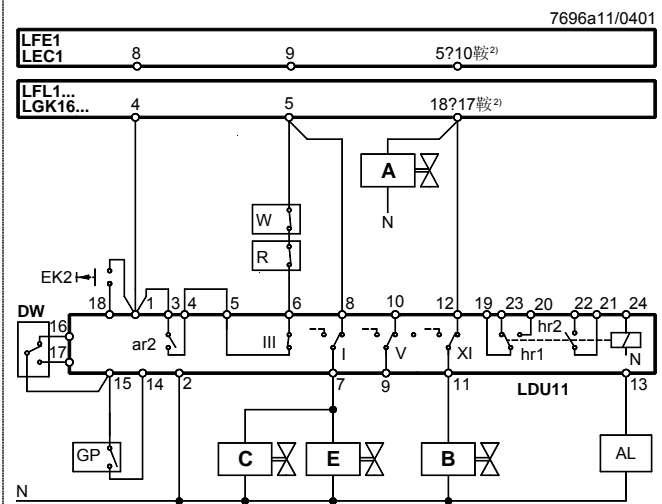 7696a11/0401
LFE1
LEC1
8 9 5?10鞍2)
LFL1...
LGK16...
4 5 18?17鞍2)
A
N
W
R
EK2
18 1 3 4 5 6 8 10 12 19 23 20 22 21 24
DW
16
17
ar2 III I V XI hr1 hr2 N
15 14 2 7 9 11 LDU11 13
GP C E B AL
N